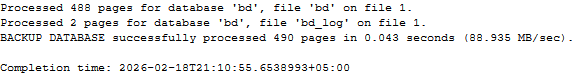 Processed 488 pages for database 'bd', file 'bd' on file 1.
Processed 2 pages for database 'bd', file 'bd_log' on file 1.
BACKUP DATABASE successfully processed 490 pages in 0.043 seconds (88.935 MB/sec).
Completion time: 2026-02-18T21:10:55.6538993+05:00